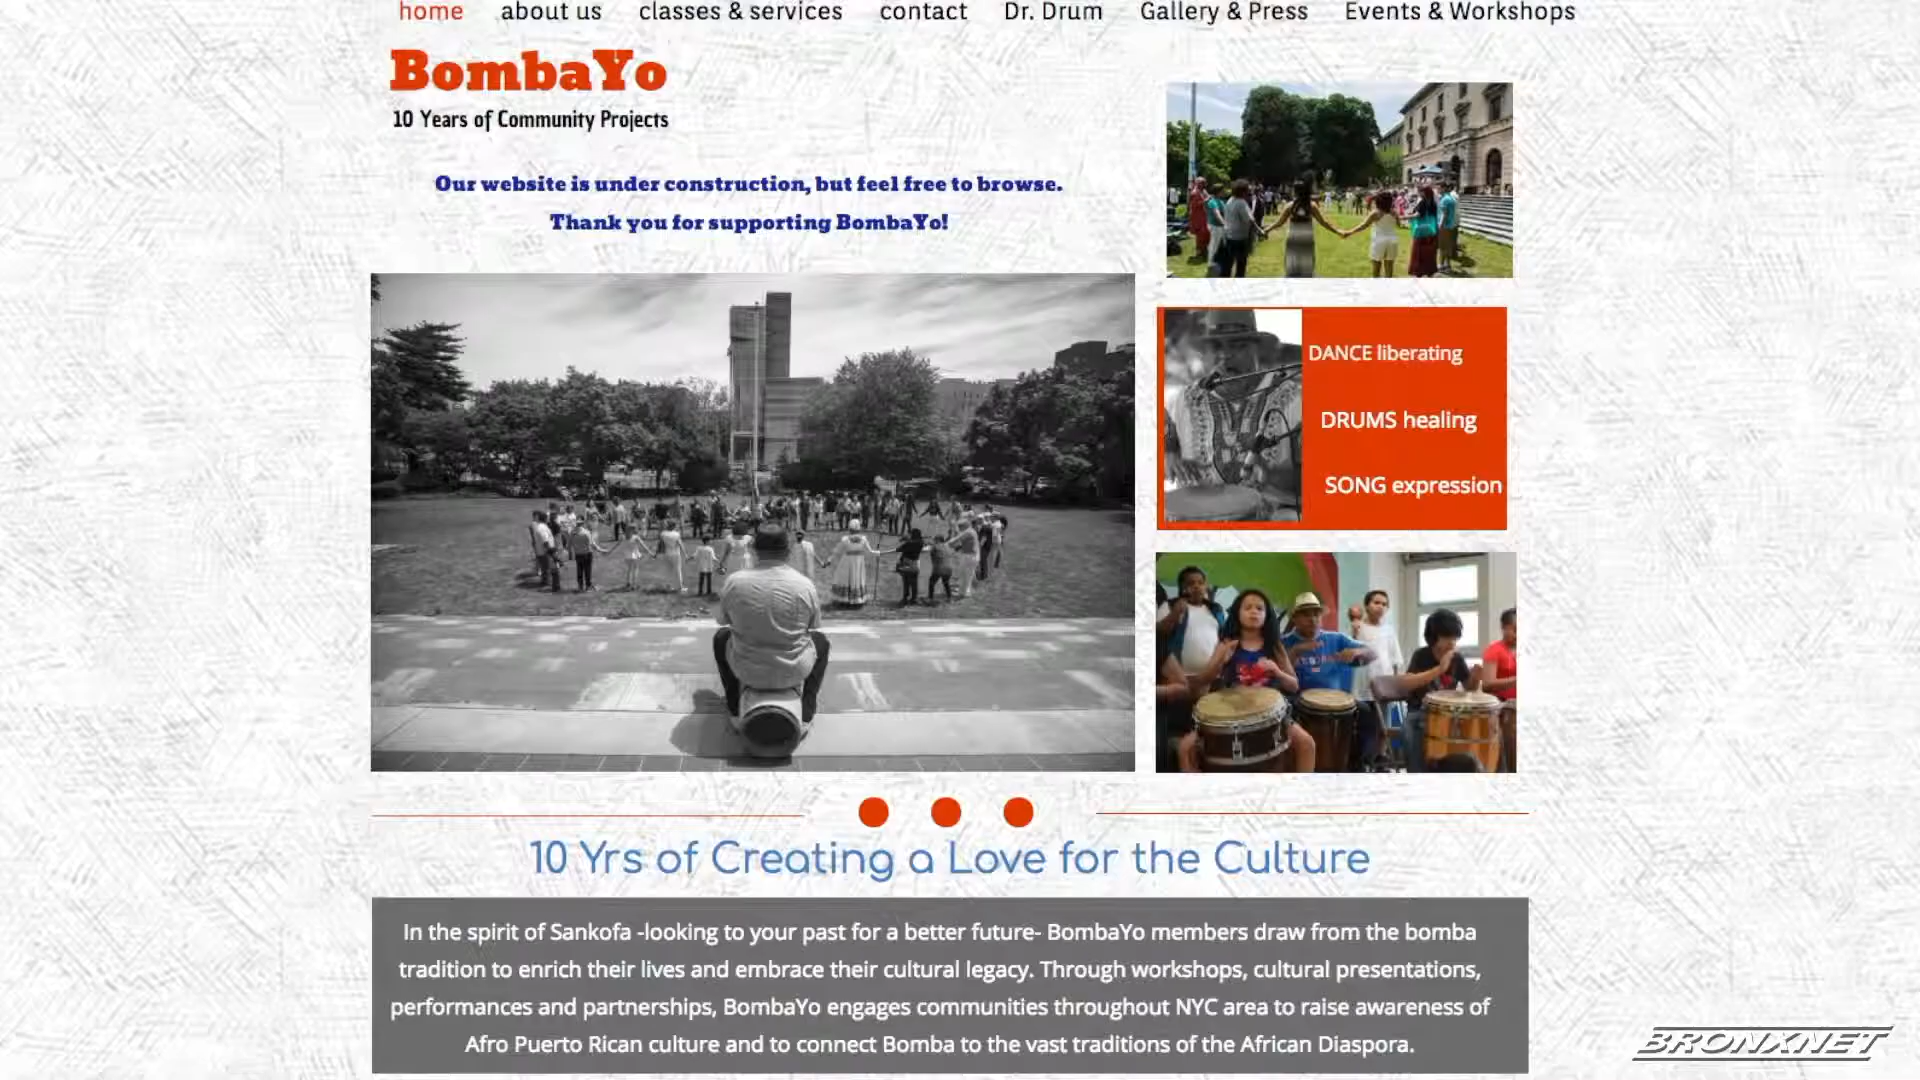 home about us classes & services contact Dr. Drum Gallery & Press Events & Workshops
BombaYo
10 Years of Community Projects
Our website is under construction, but feel free to browse.
Thank you for supporting BombaYo!
DANCE liberating
DRUMS healing
SONG expression
10 Yrs of Creating a Love for the Culture
In the spirit of Sankofa -looking to your past for a better future- BombaYo members draw from the bomba
tradition to enrich their lives and embrace their cultural legacy. Through workshops, cultural presentations,
performances and partnerships, BombaYo engages communities throughout NYC area to raise awareness of
Afro Puerto Rican culture and to connect Bomba to the vast traditions of the African Diaspora.
BRONXNET